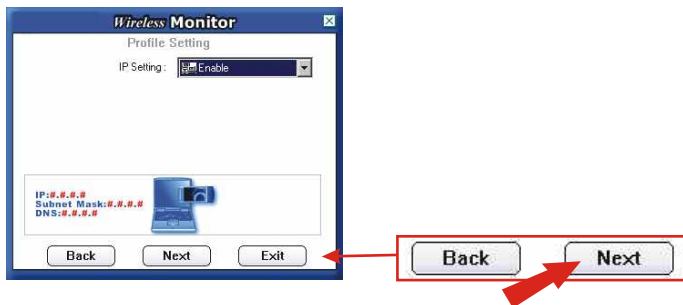 Wireless Monitor
Profile Setting
IP Setting: Enable
IP:#.#.#.#
Subnet Mask:#.#.#.#
DNS:#.#.#.#
Back Next Exit
Back Next